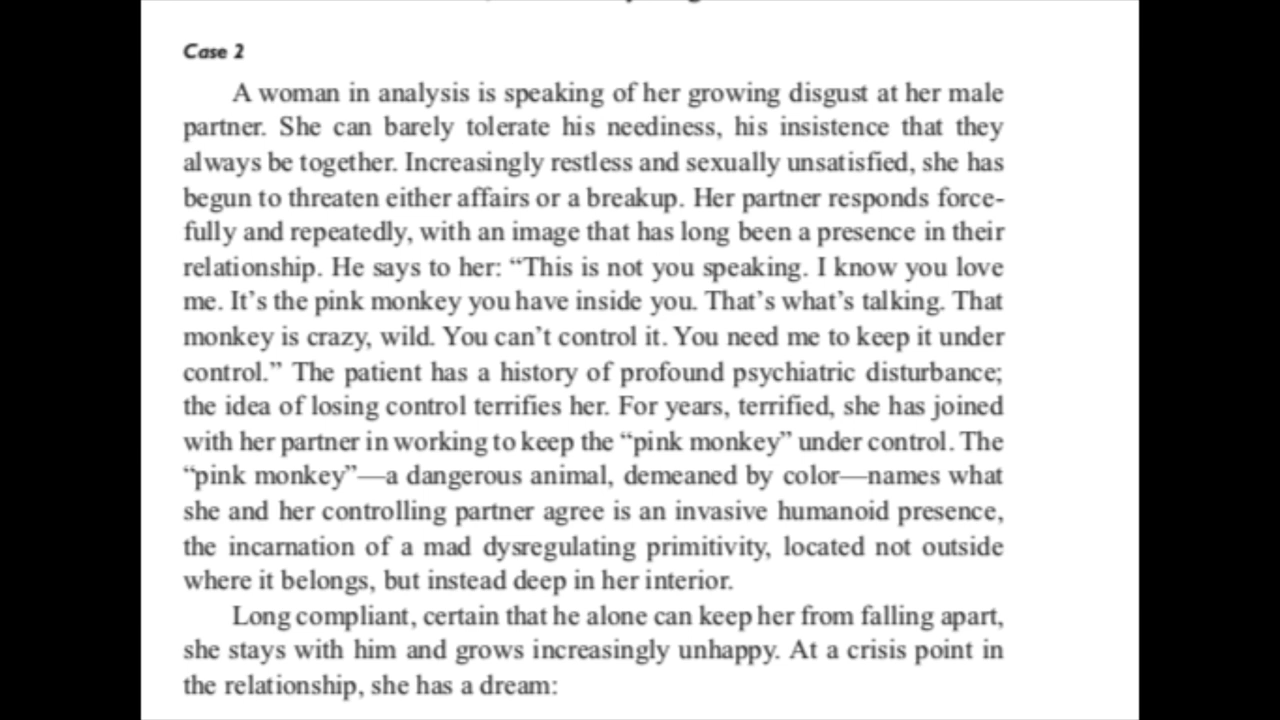 Case 2
A woman in analysis is speaking of her growing disgust at her male
partner. She can barely tolerate his neediness, his insistence that they
always be together. Increasingly restless and sexually unsatisfied, she has
begun to threaten either affairs or a breakup. Her partner responds force-
fully and repeatedly, with an image that has long been a presence in their
relationship. He says to her: “This is not you speaking. I know you love
me. It’s the pink monkey you have inside you. That’s what’s talking. That
monkey is crazy, wild. You can’t control it. You need me to keep it under
control.” The patient has a history of profound psychiatric disturbance;
the idea of losing control terrifies her. For years, terrified, she has joined
with her partner in working to keep the “pink monkey” under control. The
“pink monkey”—a dangerous animal, demeaned by color—names what
she and her controlling partner agree is an invasive humanoid presence,
the incarnation of a mad dysregulating primitivity, located not outside
where it belongs, but instead deep in her interior.
Long compliant, certain that he alone can keep her from falling apart,
she stays with him and grows increasingly unhappy. At a crisis point in
the relationship, she has a dream: